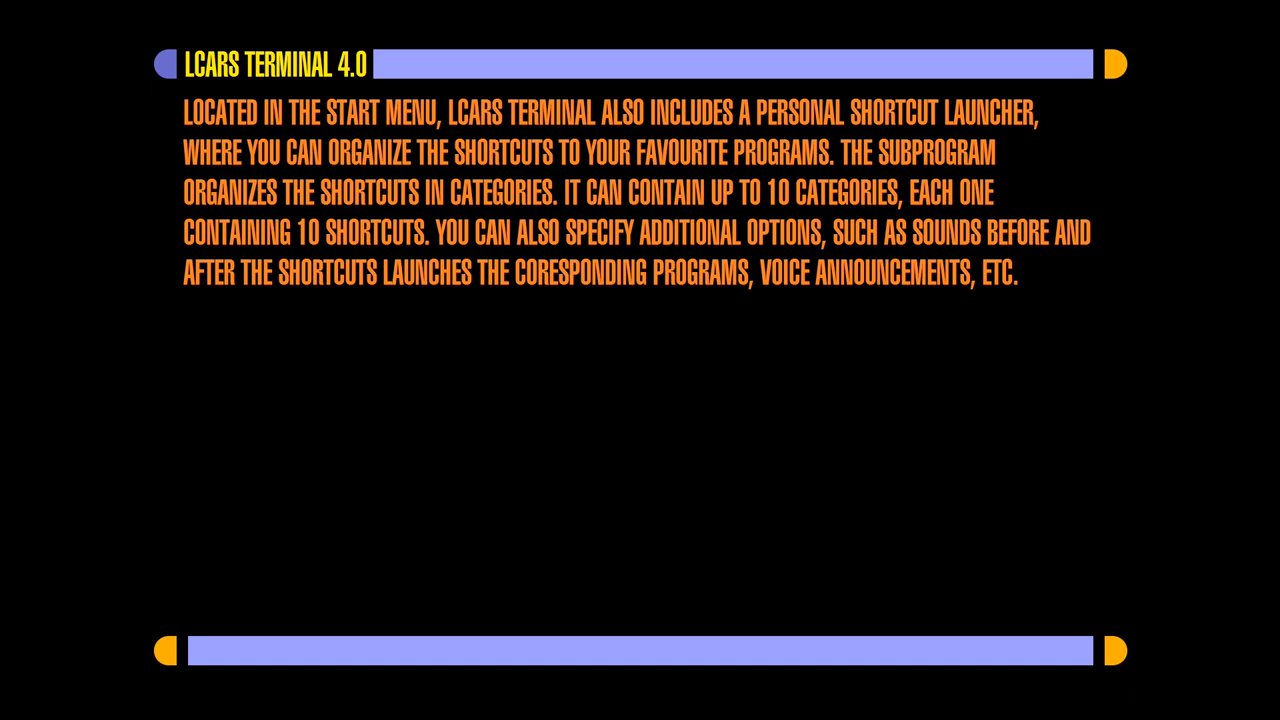 LCARS TERMINAL 4.0
LOCATED IN THE START MENU, LCARS TERMINAL ALSO INCLUDES A PERSONAL SHORTCUT LAUNCHER,
WHERE YOU CAN ORGANIZE THE SHORTCUTS TO YOUR FAVOURITE PROGRAMS. THE SUBPROGRAM
ORGANIZES THE SHORTCUTS IN CATEGORIES. IT CAN CONTAIN UP TO 10 CATEGORIES, EACH ONE
CONTAINING 10 SHORTCUTS. YOU CAN ALSO SPECIFY ADDITIONAL OPTIONS, SUCH AS SOUNDS BEFORE AND
AFTER THE SHORTCUTS LAUNCHES THE CORESPONDING PROGRAMS, VOICE ANNOUNCEMENTS, ETC.